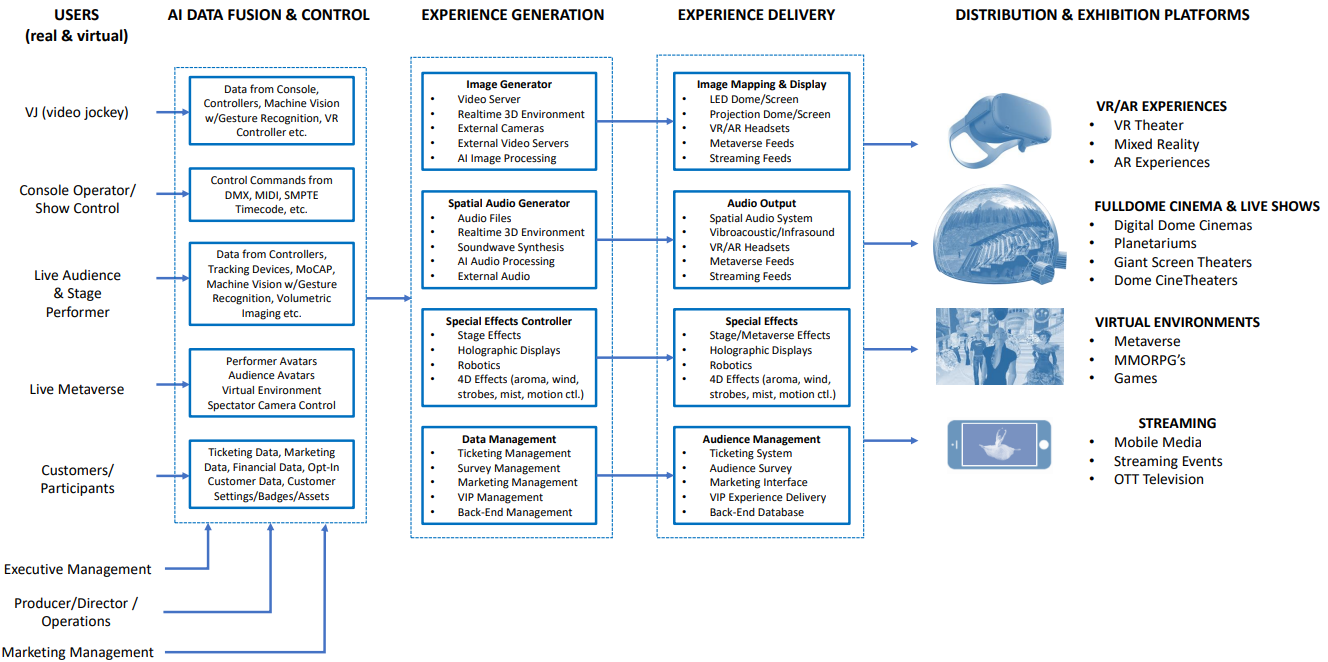 USERS
(real & virtual)
AI DATA FUSION & CONTROL
EXPERIENCE GENERATION
EXPERIENCE DELIVERY
DISTRIBUTION & EXHIBITION PLATFORMS
VJ (video jockey)
Console Operator/
Show Control
Live Audience
& Stage
Performer
Live Metaverse
Customers/
Participants
Executive Management
Producer/Director /
Operations
Marketing Management
Data from Console,
Controllers, Machine Vision
w/Gesture Recognition, VR
Controller etc.
Control Commands from
DMX, MIDI, SMPTE
Timecode, etc.
Data from Controllers,
Tracking Devices, MoCAP,
Machine Vision w/Gesture
Recognition, Volumetric
Imaging etc.
Performer Avatars
Audience Avatars
Virtual Environment
Spectator Camera Control
Ticketing Data, Marketing
Data, Financial Data, Opt-In
Customer Data, Customer
Settings/Badges/Assets
Image Generator
• Video Server
• Realtime 3D Environment
• External Cameras
• External Video Servers
• AI Image Processing
Spatial Audio Generator
• Audio Files
• Realtime 3D Environment
• Soundwave Synthesis
• AI Audio Processing
• External Audio
Special Effects Controller
• Stage Effects
• Holographic Displays
• Robotics
• 4D Effects (aroma, wind,
strobes, mist, motion ctl.)
Data Management
• Ticketing Management
• Survey Management
• Marketing Management
• VIP Management
• Back-End Management
Image Mapping & Display
• LED Dome/Screen
• Projection Dome/Screen
• VR/AR Headsets
• Metaverse Feeds
• Streaming Feeds
Audio Output
• Spatial Audio System
• Vibroacoustic/Infrasound
• VR/AR Headsets
• Metaverse Feeds
• Streaming Feeds
Special Effects
• Stage/Metaverse Effects
• Holographic Displays
• Robotics
• 4D Effects (aroma, wind,
strobes, mist, motion ctl.)
Audience Management
• Ticketing System
• Audience Survey
• Marketing Interface
• VIP Experience Delivery
• Back-End Database
VR/AR EXPERIENCES
• VR Theater
• Mixed Reality
• AR Experiences
FULLDOME CINEMA & LIVE SHOWS
• Digital Dome Cinemas
• Planetariums
• Giant Screen Theaters
• Dome CineTheaters
VIRTUAL ENVIRONMENTS
• Metaverse
• MMORPG's
• Games
STREAMING
• Mobile Media
• Streaming Events
• OTT Television